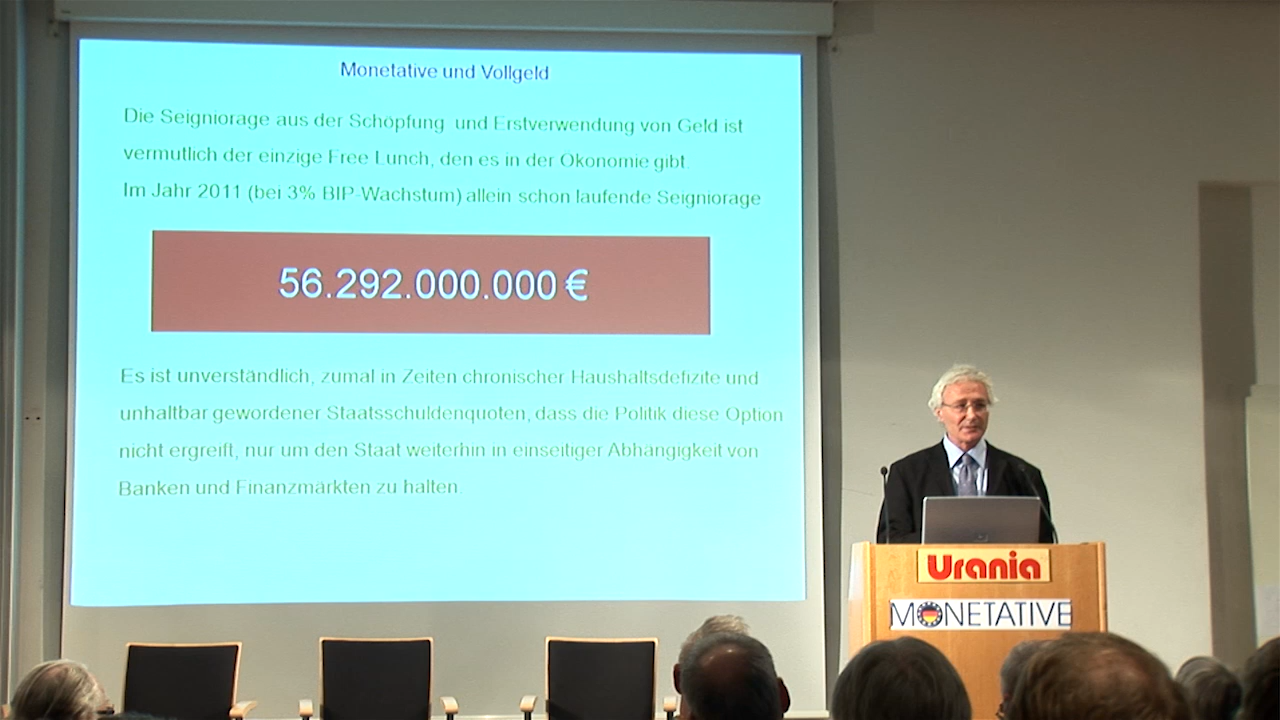 Monetative und Vollgeld
Die Seigniorage aus der Schöpfung und Erstverwendung von Geld ist
vermutlich der einzige Free Lunch, den es in der Ökonomie gibt.
Im Jahr 2011 (bei 3% BIP-Wachstum) allein schon laufende Seigniorage
56.292.000.000 €
Es ist unverständlich, zumal in Zeiten chronischer Haushaltsdefizite und
unhaltbar gewordener Staatsschuldenquoten, dass die Politik diese Option
nicht ergreift, nur um den Staat weiterhin in einseitiger Abhängigkeit von
Banken und Finanzmärkten zu halten.
Urania
MONETATIVE